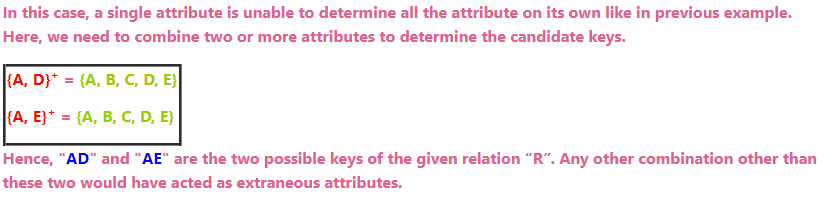 In this case, a single attribute is unable to determine all the attribute on its own like in previous example.
Here, we need to combine two or more attributes to determine the candidate keys.
{A, D}⁺ = {A, B, C, D, E}
{A, E}⁺ = {A, B, C, D, E}
Hence, "AD" and "AE" are the two possible keys of the given relation “R”. Any other combination other than
these two would have acted as extraneous attributes.